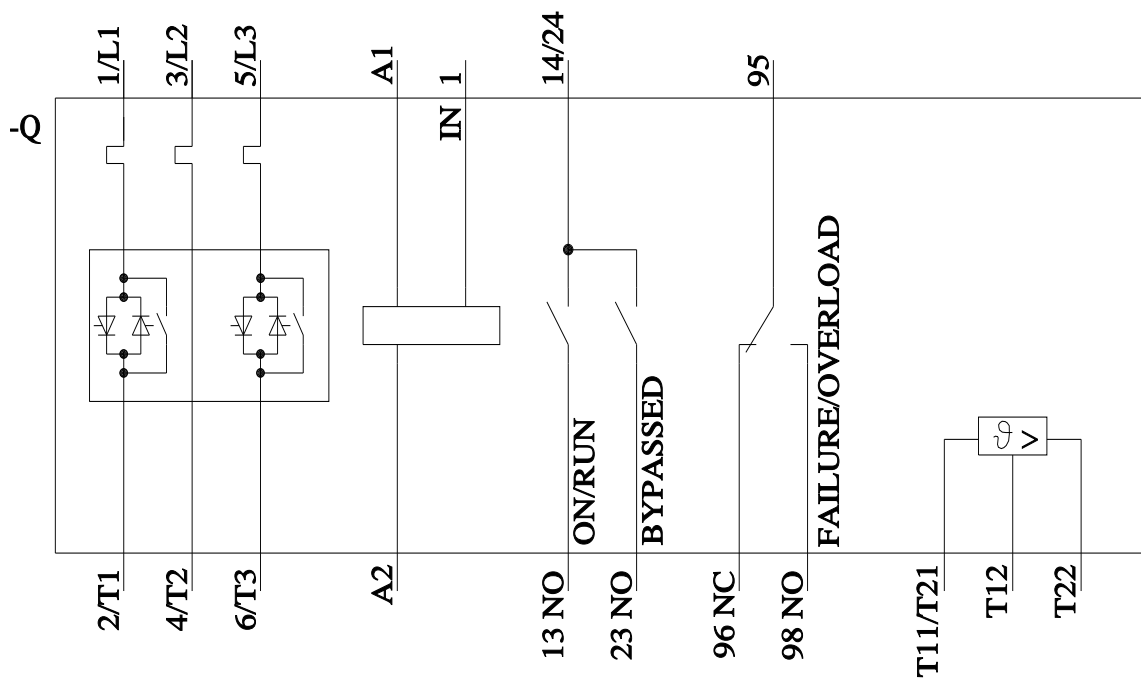 1/L1
3/L2
5/L3
A1
1
14/24
95
-Q
IN
ON/RUN
BYPASSED
FAILURE/OVERLOAD
ϑ >
2/T1
4/T2
6/T3
A2
13 NO
23 NO
96 NC
98 NO
T11/T21
T12
T22